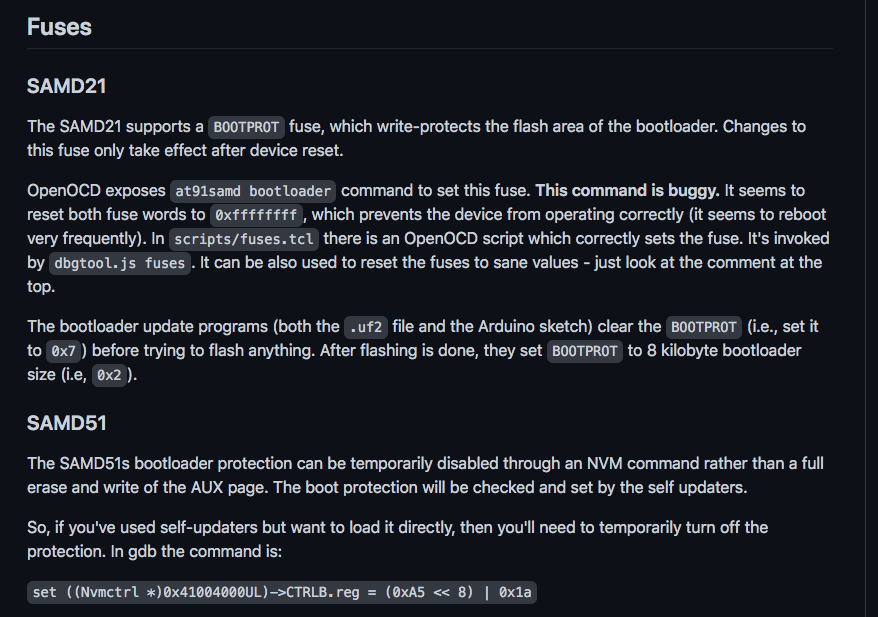 Fuses
SAMD21
The SAMD21 supports a BOOTPROT fuse, which write-protects the flash area of the bootloader. Changes to
this fuse only take effect after device reset.
OpenOCD exposes at91samd bootloader command to set this fuse. This command is buggy. It seems to
reset both fuse words to 0xffffffff, which prevents the device from operating correctly (it seems to reboot
very frequently). In scripts/fuses.tcl there is an OpenOCD script which correctly sets the fuse. It's invoked
by dbgtool.js fuses. It can be also used to reset the fuses to sane values - just look at the comment at the
top.
The bootloader update programs (both the .uf2 file and the Arduino sketch) clear the BOOTPROT (i.e., set it
to 0x7) before trying to flash anything. After flashing is done, they set BOOTPROT to 8 kilobyte bootloader
size (i.e, 0x2).
SAMD51
The SAMD51s bootloader protection can be temporarily disabled through an NVM command rather than a full
erase and write of the AUX page. The boot protection will be checked and set by the self updaters.
So, if you've used self-updaters but want to load it directly, then you'll need to temporarily turn off the
protection. In gdb the command is:
set ((Nvmctrl *)0x41004000UL)->CTRLB.reg = (0xA5 << 8) | 0x1a